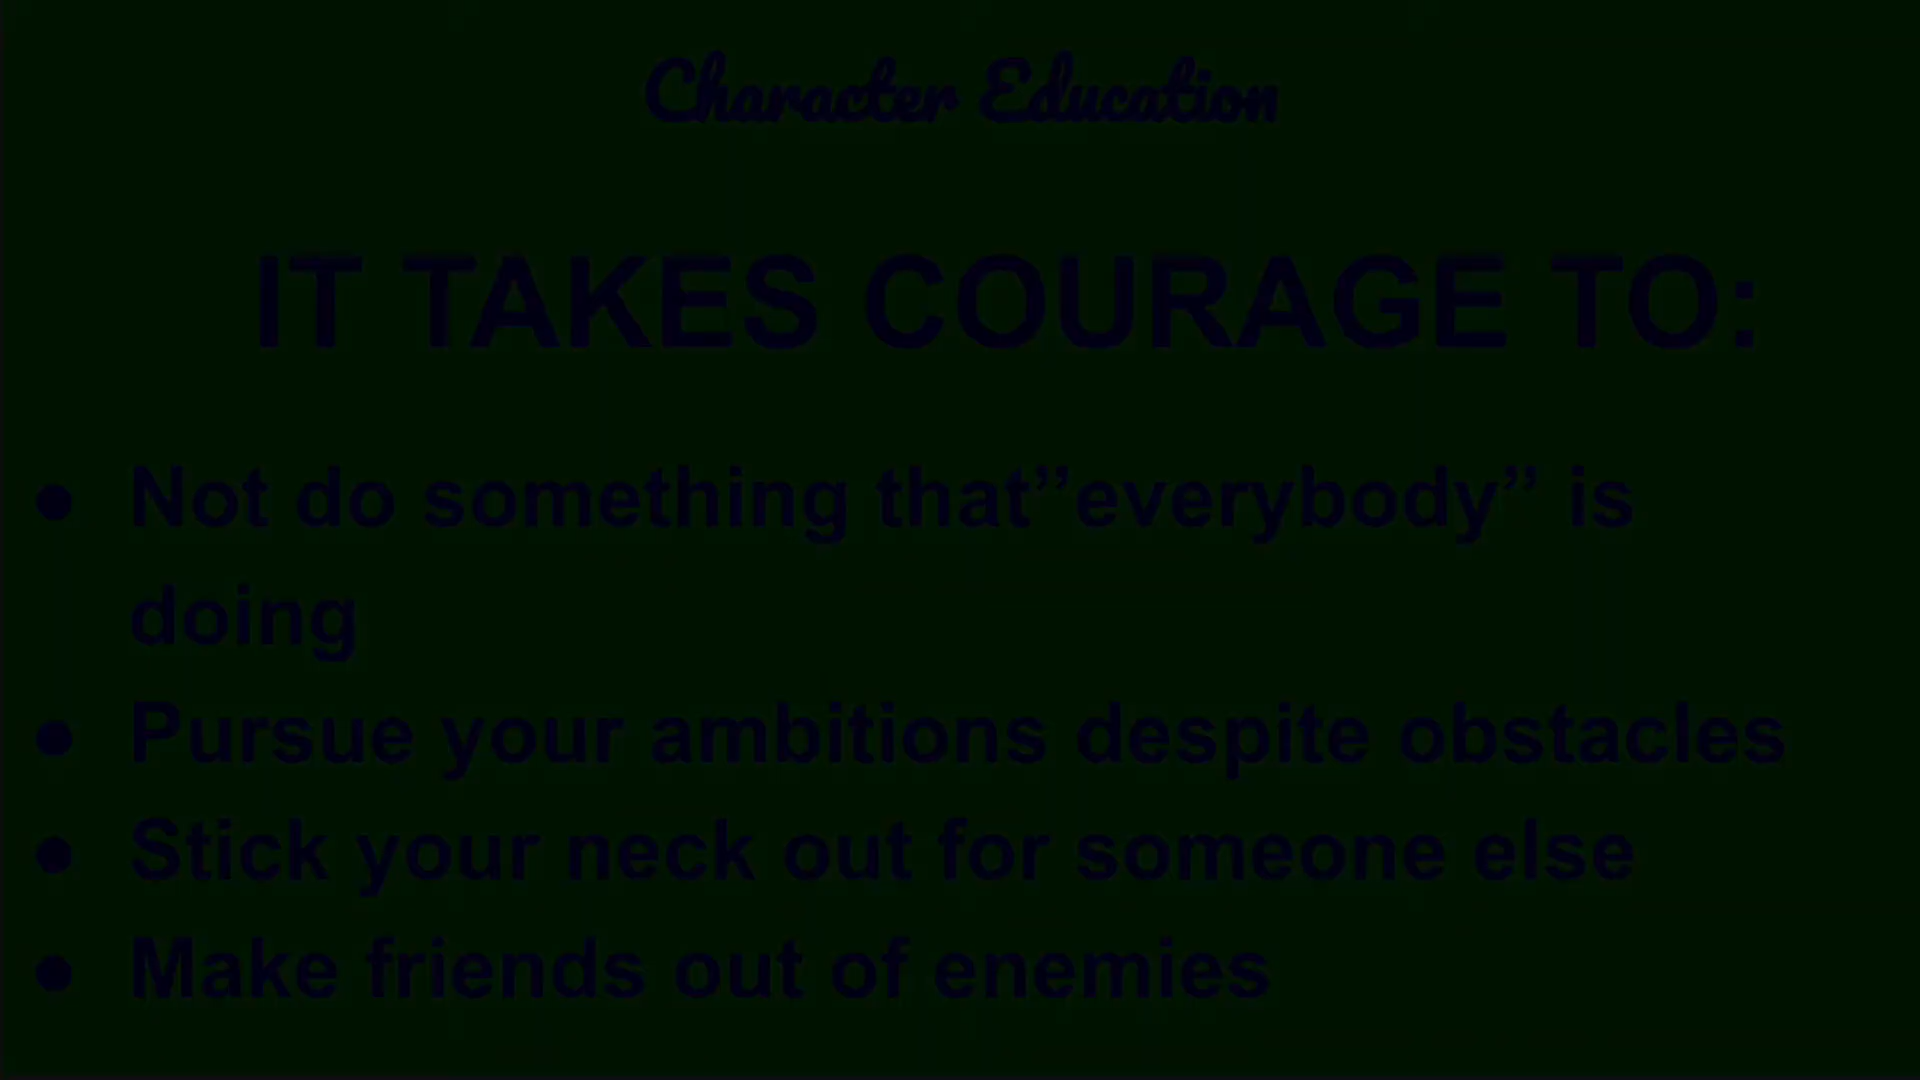 Character Education
IT TAKES COURAGE TO:
● Not do something that”everybody” is
doing
● Pursue your ambitions despite obstacles
● Stick your neck out for someone else
● Make friends out of enemies